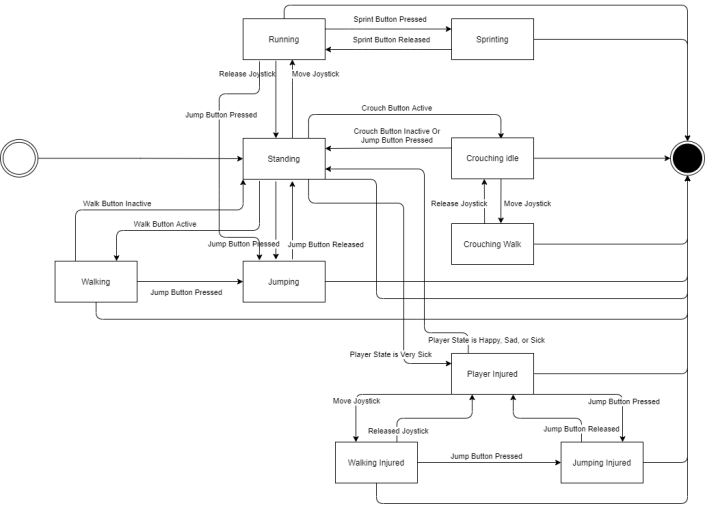 Sprint Button Pressed
Running
Sprint Button Released
Sprinting
Release Joystick
Move Joystick
Jump Button Pressed
Crouch Button Active
Crouch Button Inactive Or
Jump Button Pressed
Standing
Crouching idle
Walk Button Inactive
Release Joystick
Move Joystick
Walk Button Active
Jump Button Pressed
Jump Button Released
Crouching Walk
Walking
Jump Button Pressed
Jumping
Player State is Happy, Sad, or Sick
Player State is Very Sick
Player Injured
Move Joystick
Jump Button Pressed
Released Joystick
Jump Button Released
Walking Injured
Jump Button Pressed
Jumping Injured